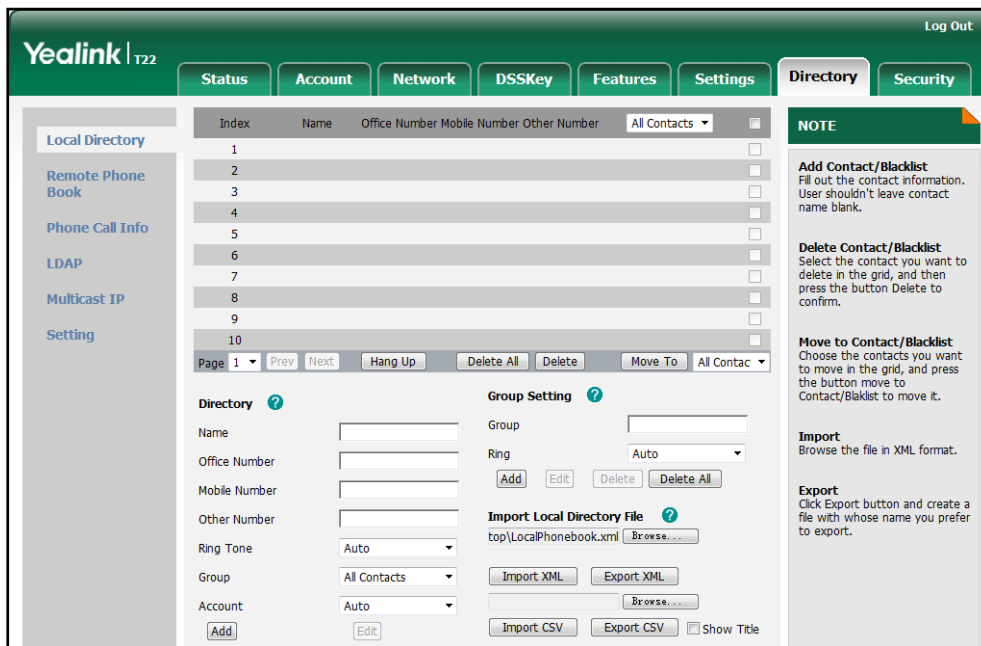 Log Out
Yealink T22
Status Account Network DSSKey Features Settings Directory Security
Local Directory
Remote Phone
Book
Phone Call Info
LDAP
Multicast IP
Setting
Index Name Office Number Mobile Number Other Number All Contacts
1
2
3
4
5
6
7
8
9
10
Page 1 Prev Next Hang Up Delete All Delete Move To All Contac
Directory ?
Name
Office Number
Mobile Number
Other Number
Ring Tone Auto
Group All Contacts
Account Auto
Add Edit
Group Setting ?
Group
Ring Auto
Add Edit Delete Delete All
Import Local Directory File ?
top\LocalPhonebook.xml Browse...
Import XML Export XML
Browse...
Import CSV Export CSV Show Title
NOTE
Add Contact/Blacklist
Fill out the contact information.
User shouldn't leave contact
name blank.
Delete Contact/Blacklist
Select the contact you want to
delete in the grid, and then
press the button Delete to
confirm.
Move to Contact/Blacklist
Choose the contacts you want
to move in the grid, and press
the button move to
Contact/Blaklist to move it.
Import
Browse the file in XML format.
Export
Click Export button and create a
file with whose name you prefer
to export.